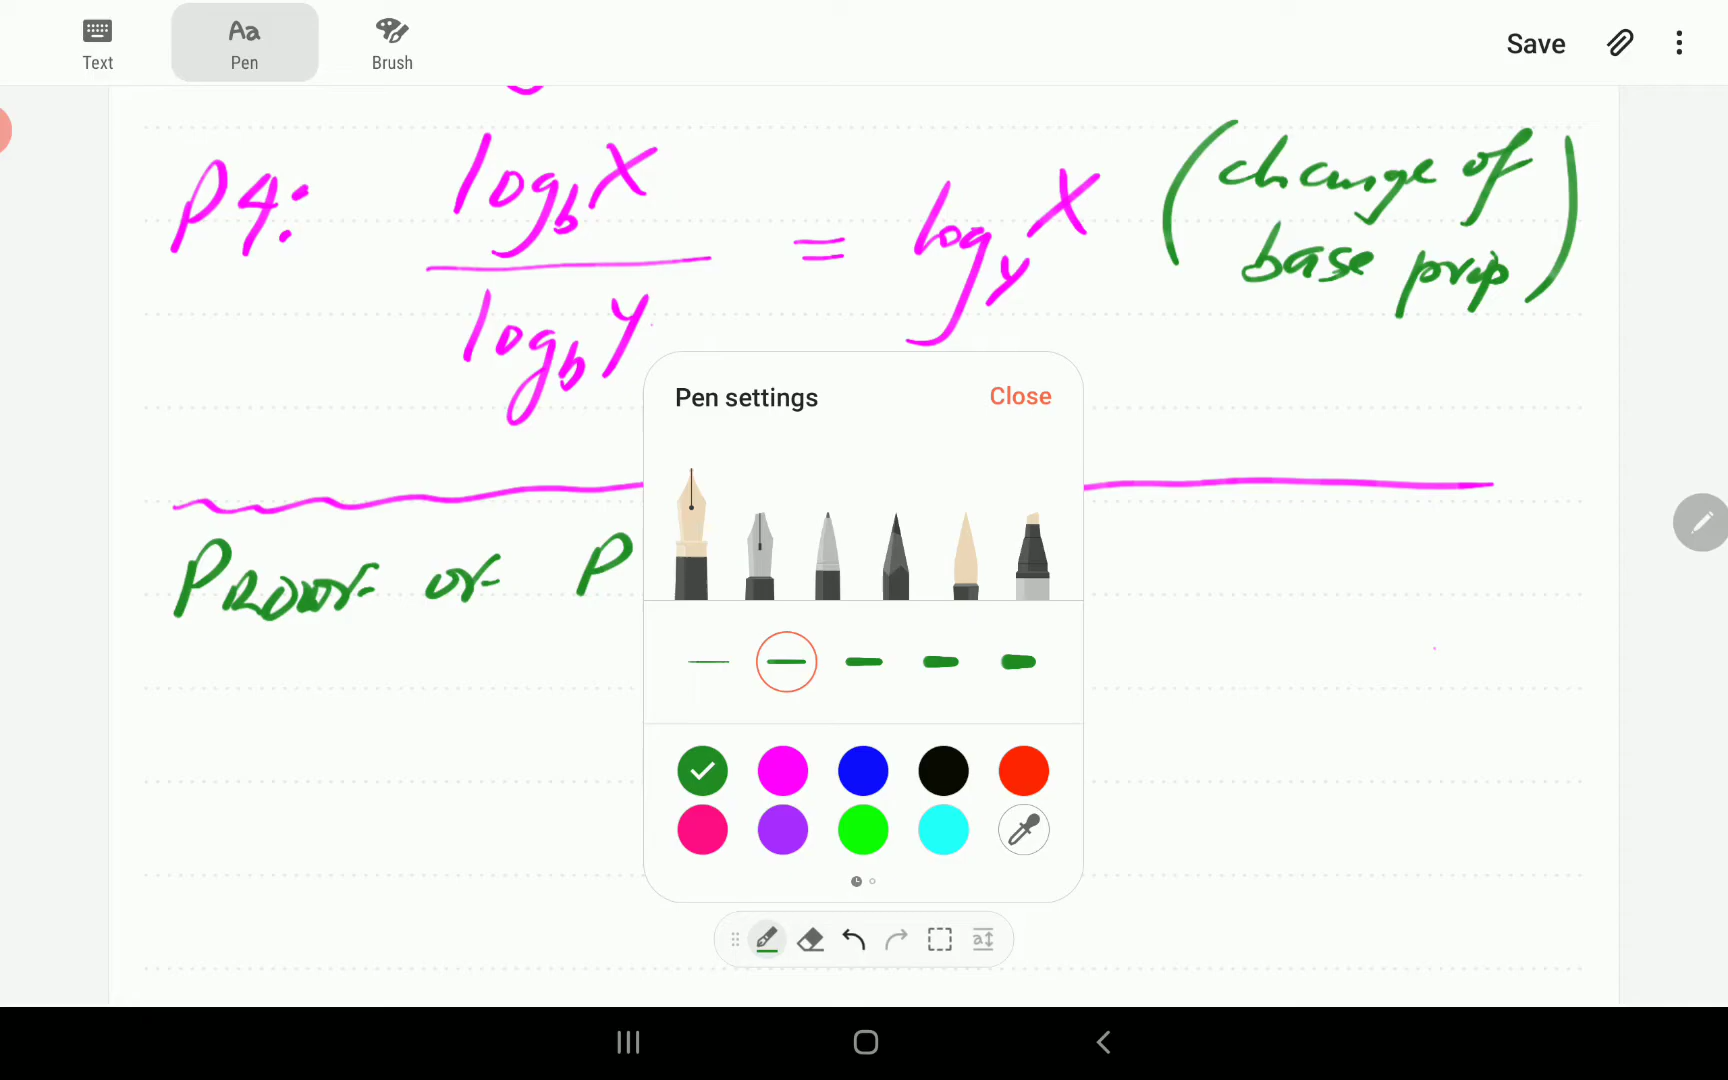 Text Pen Brush Save
P4: log_b X / log_b Y = log_y X (change of base prop)
Pen settings Close
PROOF OF P